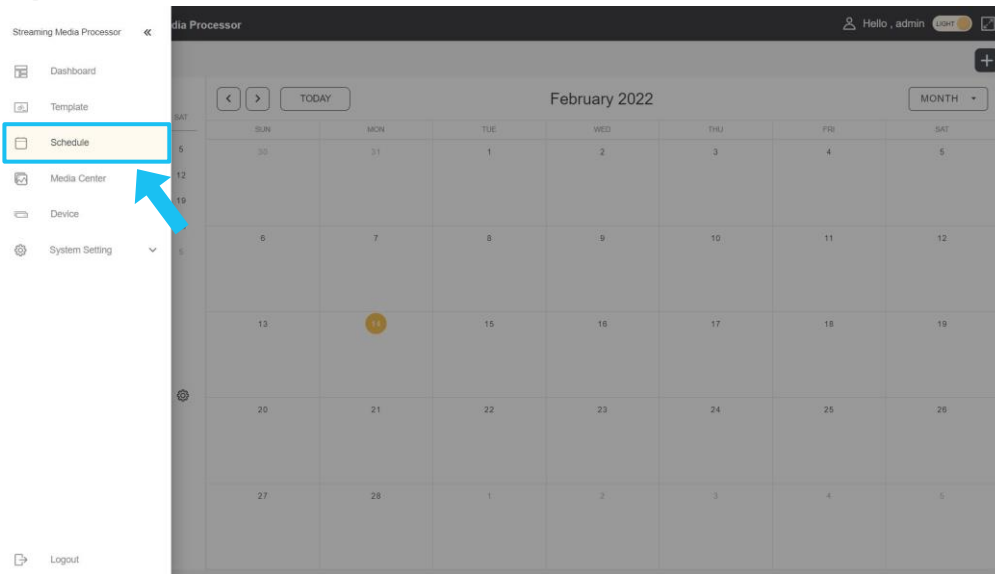 Streaming Media Processor
dia Processor
Hello , admin
LIGHT
Dashboard
Template
Schedule
Media Center
Device
System Setting
Logout
SAT
5
12
19
5
TODAY
February 2022
MONTH
SUN MON TUE WED THU FRI SAT
30 31 1 2 3 4 5
6 7 8 9 10 11 12
13 14 15 16 17 18 19
20 21 22 23 24 25 26
27 28 1 2 3 4 5